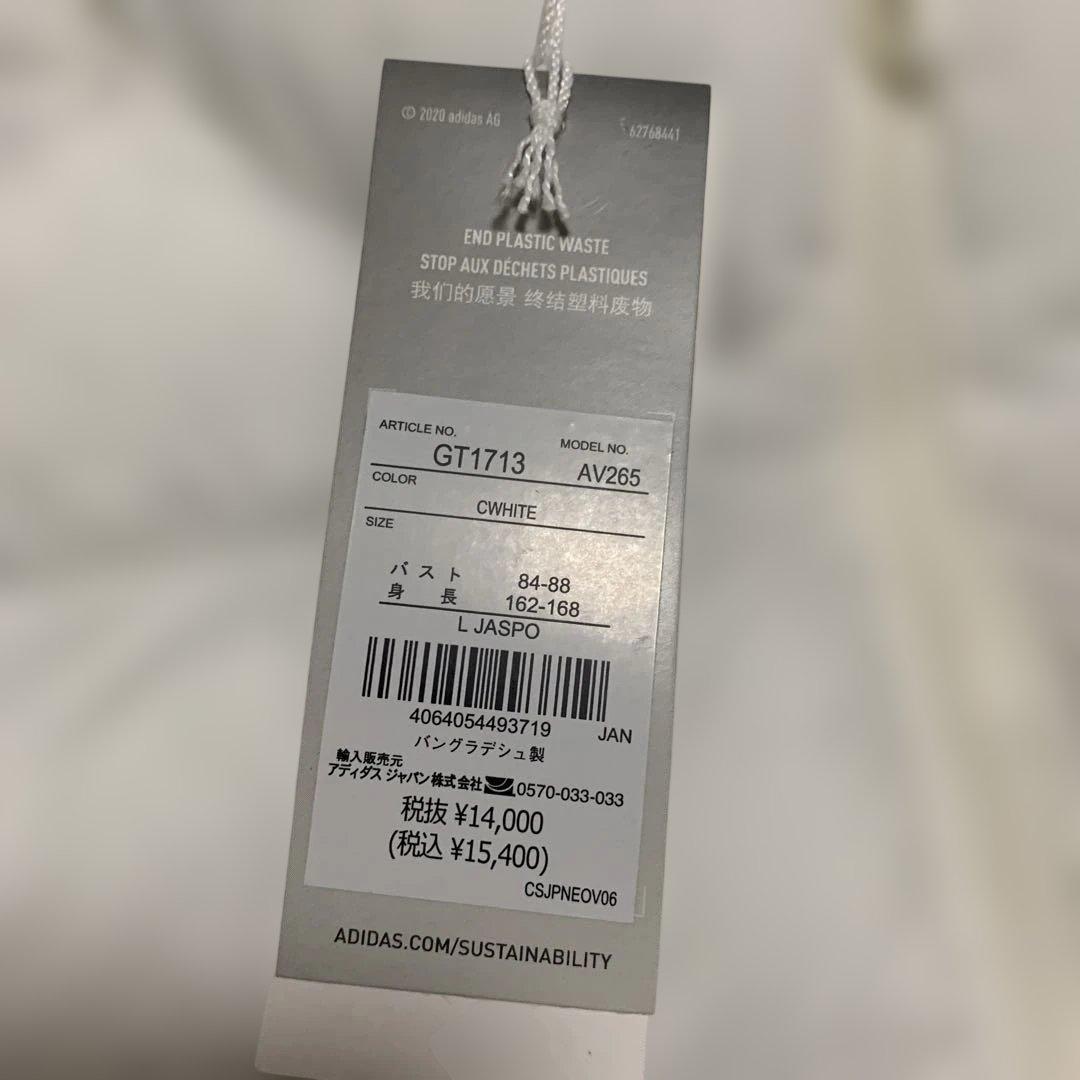 © 2020 adidas AG
62768441
END PLASTIC WASTE
STOP AUX DÉCHETS PLASTIQUES
我们的愿景 终结塑料废物
ARTICLE NO.
MODEL NO.
GT1713
AV265
COLOR
CWHITE
SIZE
バスト 84-88
身長 162-168
L JASPO
4064054493719
JAN
バングラデシュ製
輸入販売元
アディダス ジャパン株式会社 0570-033-033
税抜 ¥14,000
(税込 ¥15,400)
CSJPNEOV06
ADIDAS.COM/SUSTAINABILITY